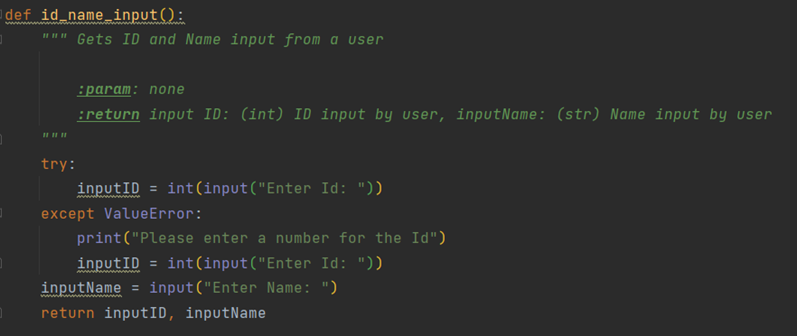 def id_name_input():
    """ Gets ID and Name input from a user

        :param: none
        :return input ID: (int) ID input by user, inputName: (str) Name input by user
    """
    try:
        inputID = int(input("Enter Id: "))
    except ValueError:
        print("Please enter a number for the Id")
        inputID = int(input("Enter Id: "))
    inputName = input("Enter Name: ")
    return inputID, inputName